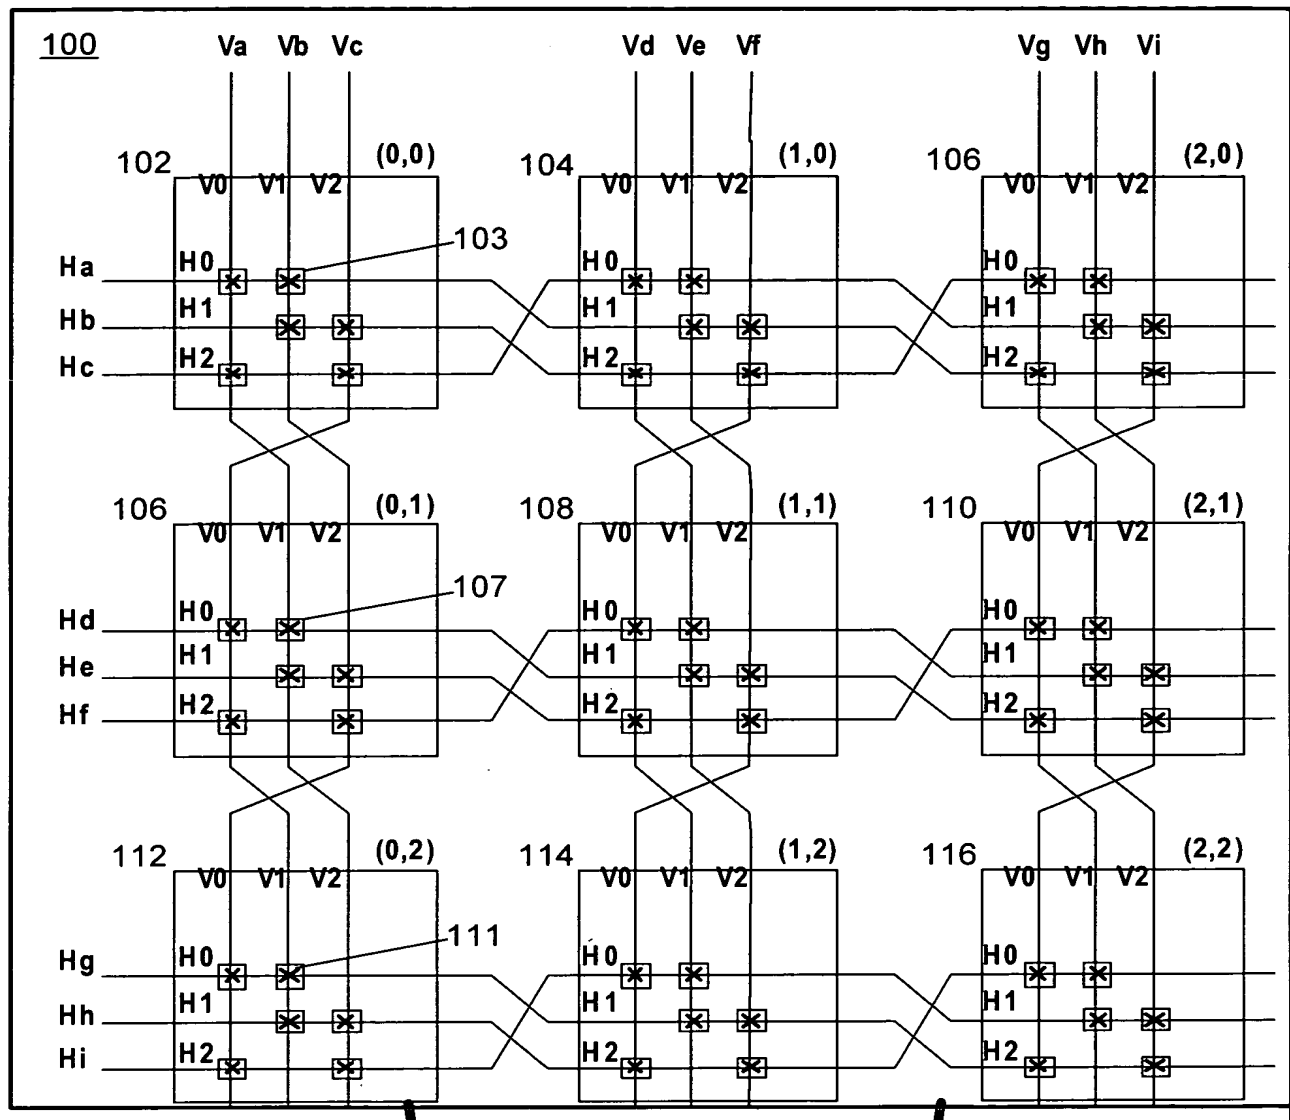 100 Va Vb Vc Vd Ve Vf Vg Vh Vi
102 (0,0) 104 (1,0) 106 (2,0)
V0 V1 V2 V0 V1 V2 V0 V1 V2
103
Ha H0 H0 H0
Hb H1 H1 H1
Hc H2 H2 H2
106 (0,1) 108 (1,1) 110 (2,1)
V0 V1 V2 V0 V1 V2 V0 V1 V2
107
Hd H0 H0 H0
He H1 H1 H1
Hf H2 H2 H2
112 (0,2) 114 (1,2) 116 (2,2)
V0 V1 V2 V0 V1 V2 V0 V1 V2
111
Hg H0 H0 H0
Hh H1 H1 H1
Hi H2 H2 H2